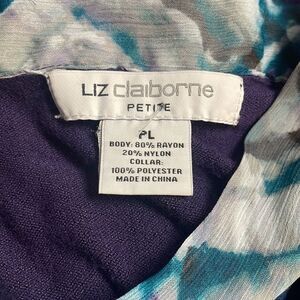 LIZ claiborne
PETITE
PL
BODY: 80% RAYON
20% NYLON
COLLAR:
100% POLYESTER
MADE IN CHINA